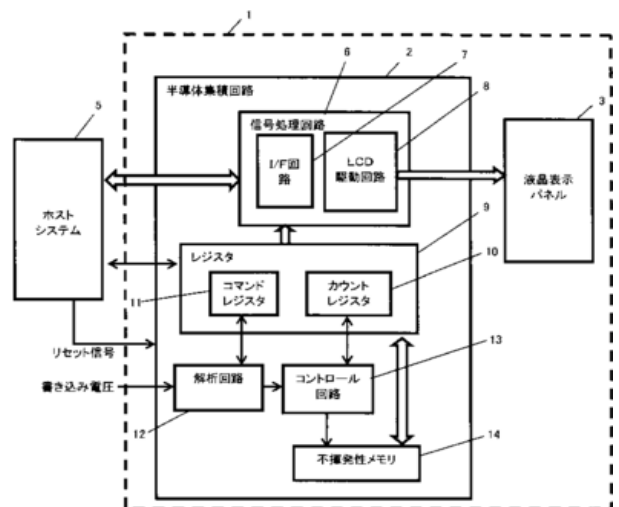 1
2
6
7
8
3
5
半導体集積回路
信号処理回路
I/F回
路
LCD
駆動回路
液晶表示
パネル
ホスト
システム
9
レジスタ
10
コマンド
レジスタ
カウント
レジスタ
11
リセット信号
13
書き込み電圧
解析回路
コントロール
回路
12
14
不揮発性メモリ